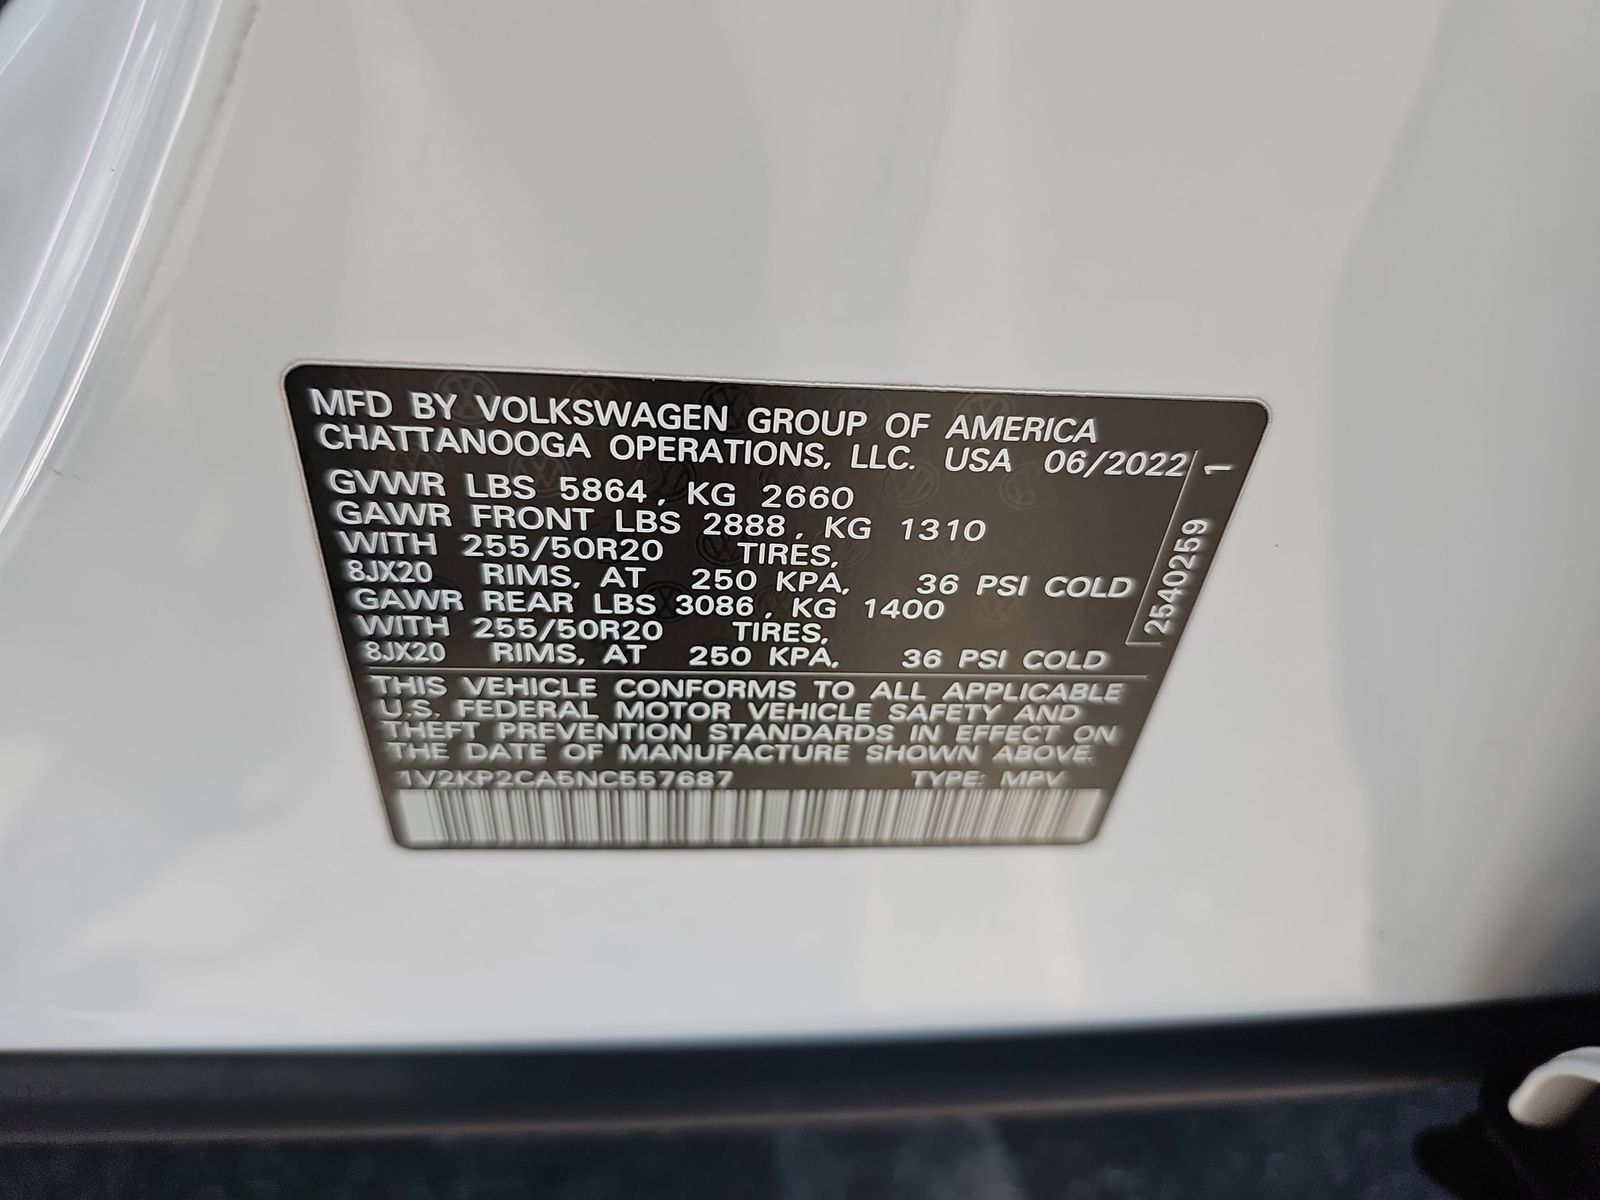 MFD BY VOLKSWAGEN GROUP OF AMERICA
CHATTANOOGA OPERATIONS, LLC. USA 06/2022
GVWR LBS 5864, KG 2660
GAWR FRONT LBS 2888, KG 1310
WITH 255/50R20 TIRES,
8JX20 RIMS, AT 250 KPA, 36 PSI COLD
GAWR REAR LBS 3086, KG 1400
WITH 255/50R20 TIRES,
8JX20 RIMS, AT 250 KPA, 36 PSI COLD
THIS VEHICLE CONFORMS TO ALL APPLICABLE
U.S. FEDERAL MOTOR VEHICLE SAFETY AND
THEFT PREVENTION STANDARDS IN EFFECT ON
THE DATE OF MANUFACTURE SHOWN ABOVE.
1V2KP2CA5NC557687 TYPE: MPV
2540259 1